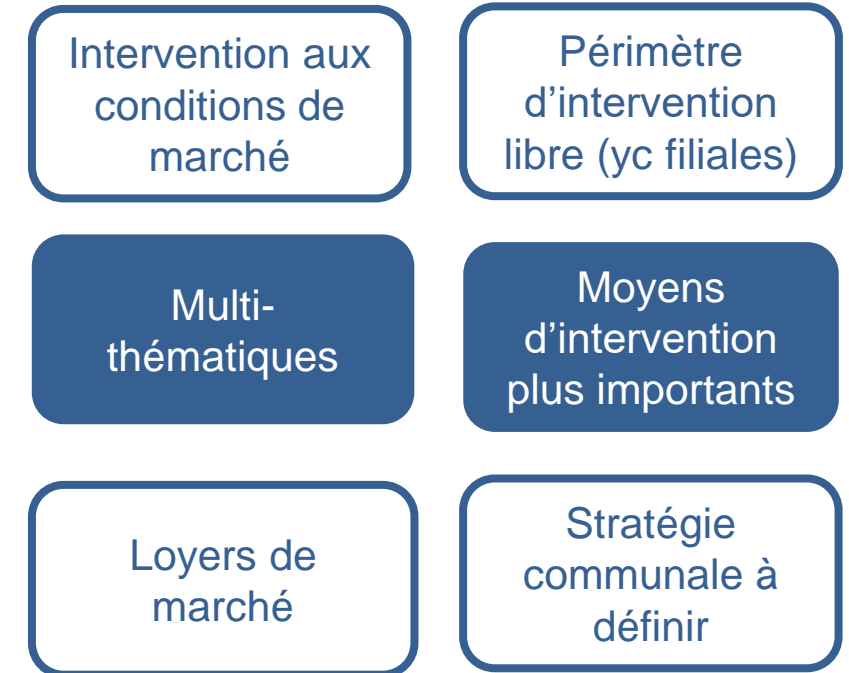 Intervention aux
conditions de
marché
Périmètre
d’intervention
libre (yc filiales)
Multi-
thématiques
Moyens
d’intervention
plus importants
Loyers de
marché
Stratégie
communale à
définir